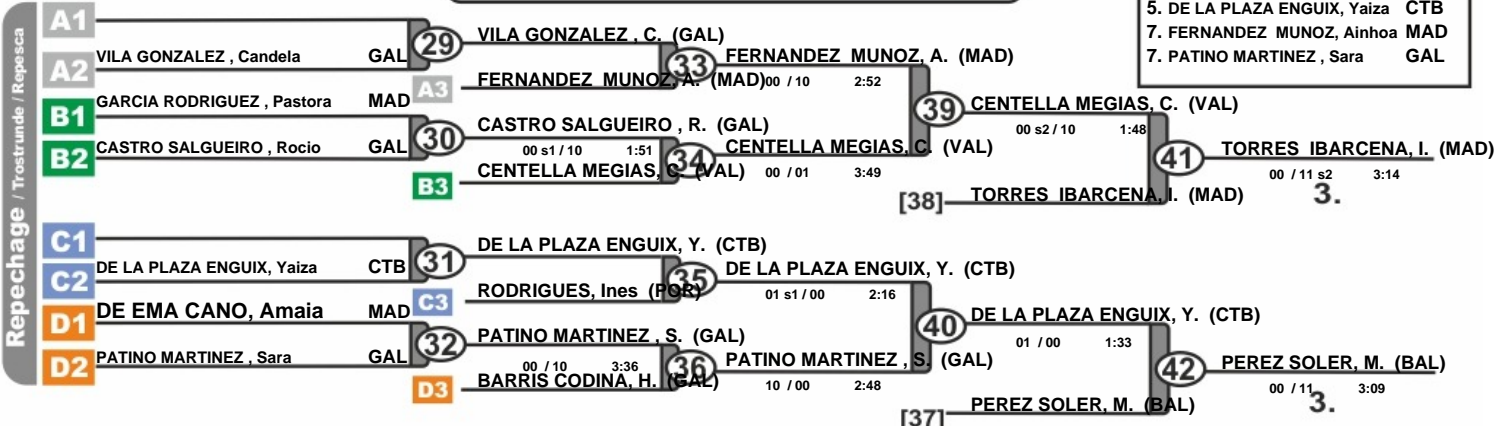 5. DE LA PLAZA ENGUIX, Yaiza CTB
7. FERNANDEZ MUNOZ, Ainhoa MAD
7. PATINO MARTINEZ , Sara GAL
Repechage / Trostrunde / Repesca
A1
A2 VILA GONZALEZ , Candela GAL
B1 GARCIA RODRIGUEZ , Pastora MAD
B2 CASTRO SALGUEIRO , Rocio GAL
29 VILA GONZALEZ , C. (GAL)
A3 FERNANDEZ MUNOZ, A. (MAD)
30 CASTRO SALGUEIRO , R. (GAL)
00 s1 / 10 1:51
B3 CENTELLA MEGIAS, C. (VAL)
33 FERNANDEZ MUNOZ, A. (MAD)
00 / 10 2:52
34 CENTELLA MEGIAS, C. (VAL)
00 / 01 3:49
39 CENTELLA MEGIAS, C. (VAL)
00 s2 / 10 1:48
[38] TORRES IBARCENA, I. (MAD)
41 TORRES IBARCENA, I. (MAD)
00 / 11 s2 3:14
3.
C1
C2 DE LA PLAZA ENGUIX, Yaiza CTB
D1 DE EMA CANO, Amaia MAD
D2 PATINO MARTINEZ , Sara GAL
31 DE LA PLAZA ENGUIX, Y. (CTB)
C3 RODRIGUES, Ines (POR)
32 PATINO MARTINEZ , S. (GAL)
00 / 10 3:36
D3 BARRIS CODINA, H. (GAL)
35 DE LA PLAZA ENGUIX, Y. (CTB)
01 s1 / 00 2:16
36 PATINO MARTINEZ , S. (GAL)
10 / 00 2:48
40 DE LA PLAZA ENGUIX, Y. (CTB)
01 / 00 1:33
[37] PEREZ SOLER, M. (BAL)
42 PEREZ SOLER, M. (BAL)
00 / 11 3:09
3.